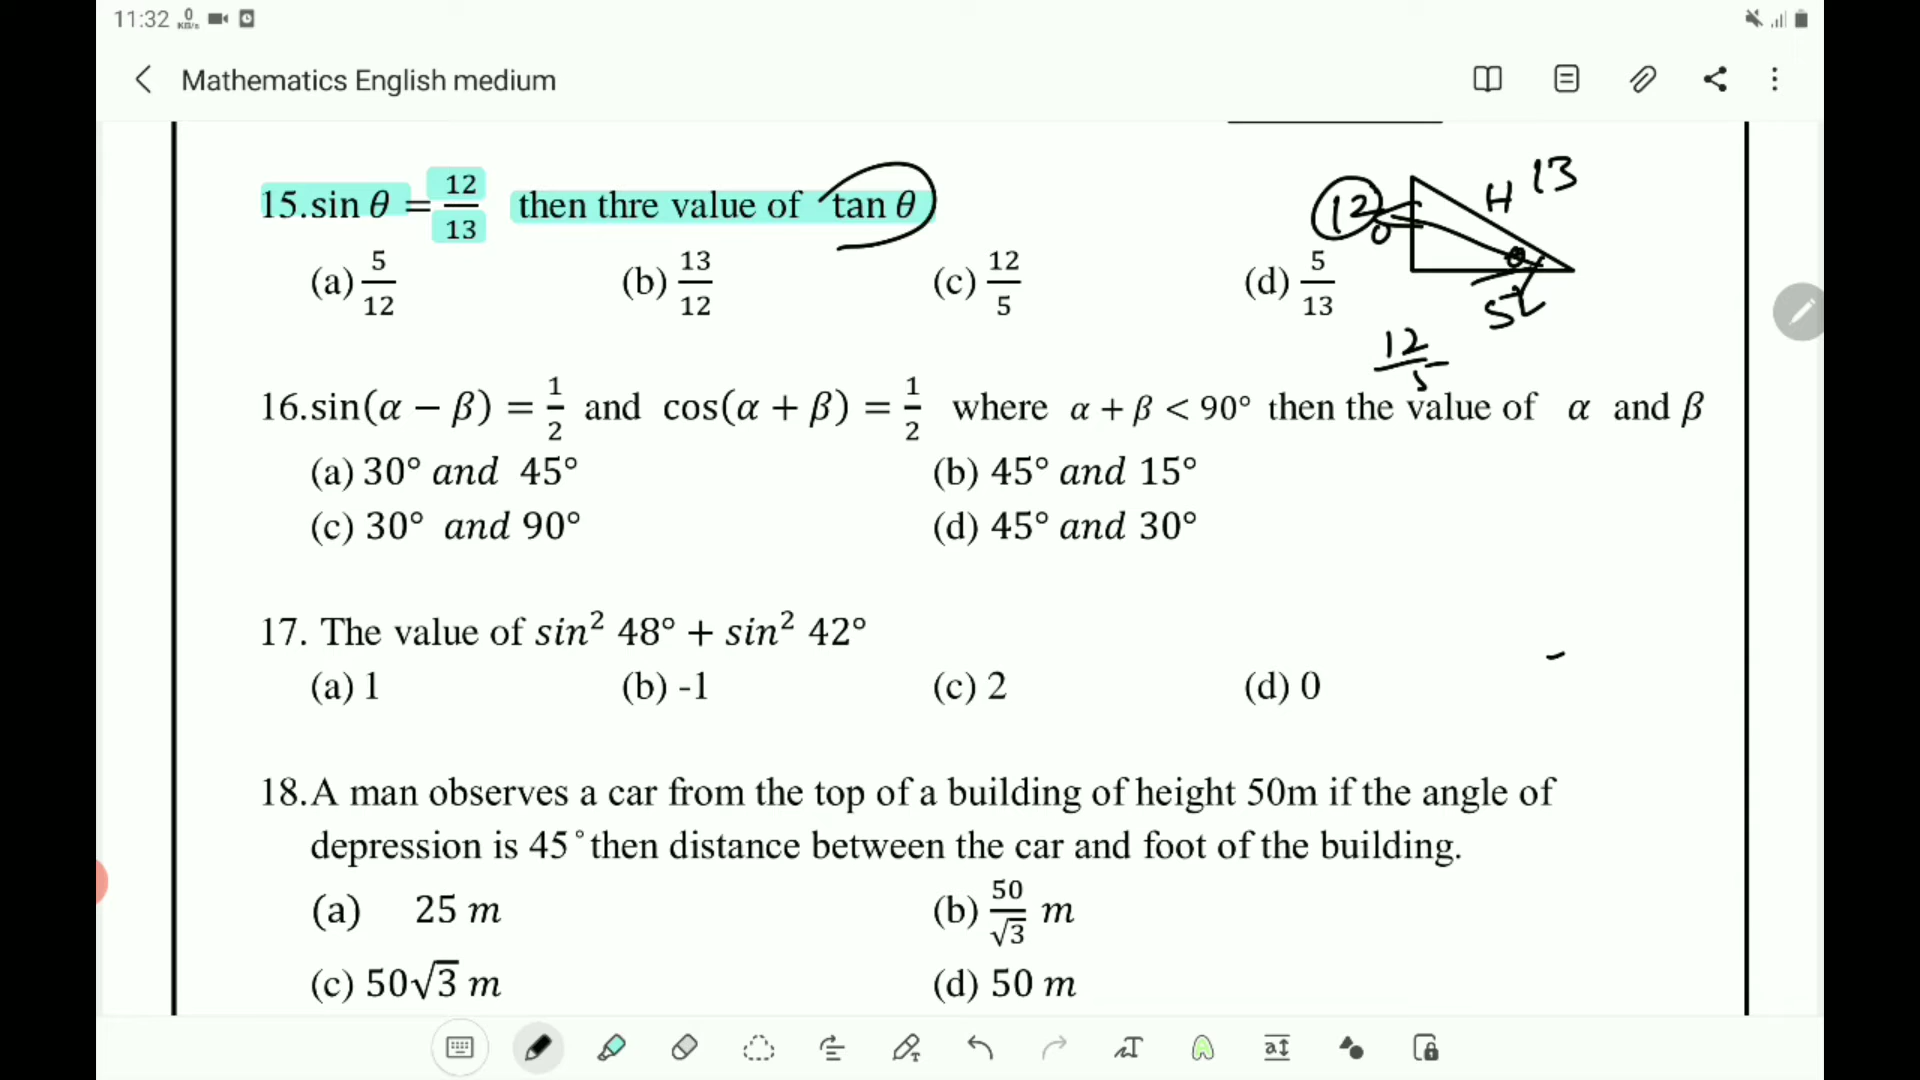 11:32 0 KB/s
Mathematics English medium
15. sin θ = 12/13 then thre value of tan θ
H 13
12
O
θ
(a) 5/12 (b) 13/12 (c) 12/5 (d) 5/13
5
12/5
16. sin(α − β) = 1/2 and cos(α + β) = 1/2 where α + β < 90° then the value of α and β
(a) 30° and 45° (b) 45° and 15°
(c) 30° and 90° (d) 45° and 30°
17. The value of sin² 48° + sin² 42°
(a) 1 (b) -1 (c) 2 (d) 0
18. A man observes a car from the top of a building of height 50m if the angle of
depression is 45° then distance between the car and foot of the building.
(a) 25 m (b) 50/√3 m
(c) 50√3 m (d) 50 m